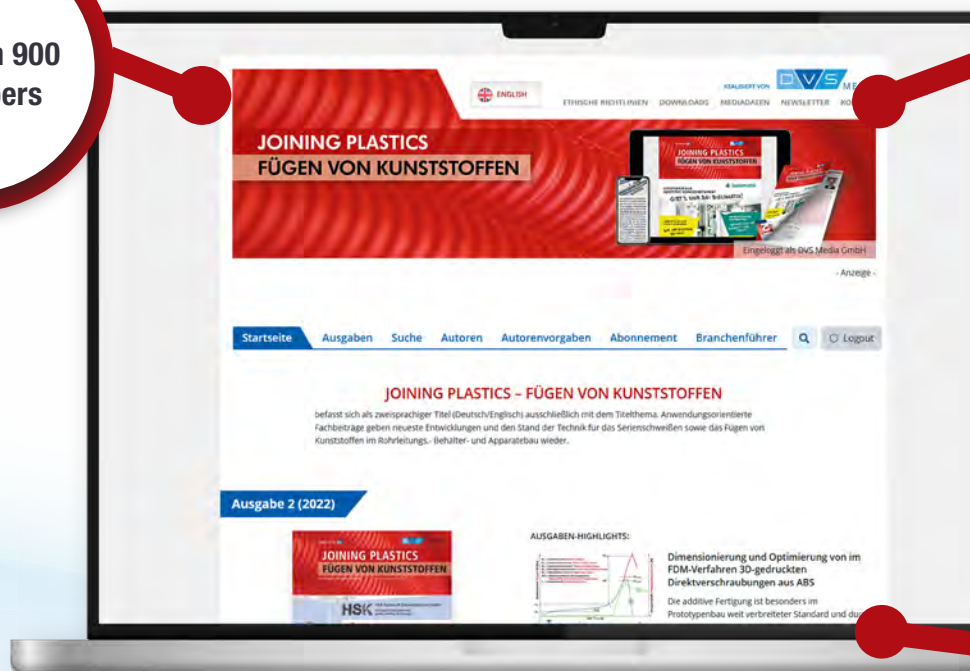 900
ers
ENGLISH
REALISIERT VON
DVS
ME
ETHISCHE RICHTLINIEN DOWNLOADS MEDIADATEN NEWSLETTER KO
JOINING PLASTICS
FÜGEN VON KUNSTSTOFFEN
JOINING PLASTICS
FÜGEN VON KUNSTSTOFFEN
Eingeloggt als DVS Media GmbH
- Anzeige -
Startseite Ausgaben Suche Autoren Autorenvorgaben Abonnement Branchenführer Logout
JOINING PLASTICS – FÜGEN VON KUNSTSTOFFEN
befasst sich als zweisprachiger Titel (Deutsch/Englisch) ausschließlich mit dem Titelthema. Anwendungsorientierte
Fachbeiträge geben neueste Entwicklungen und den Stand der Technik für das Serienschweißen sowie das Fügen von
Kunststoffen im Rohrleitungs,- Behälter- und Apparatebau wieder.
Ausgabe 2 (2022)
JOINING PLASTICS
FÜGEN VON KUNSTSTOFFEN
HSK
AUSGABEN-HIGHLIGHTS:
Dimensionierung und Optimierung von im
FDM-Verfahren 3D-gedruckten
Direktverschraubungen aus ABS
Die additive Fertigung ist besonders im
Prototypenbau weit verbreiteter Standard und du